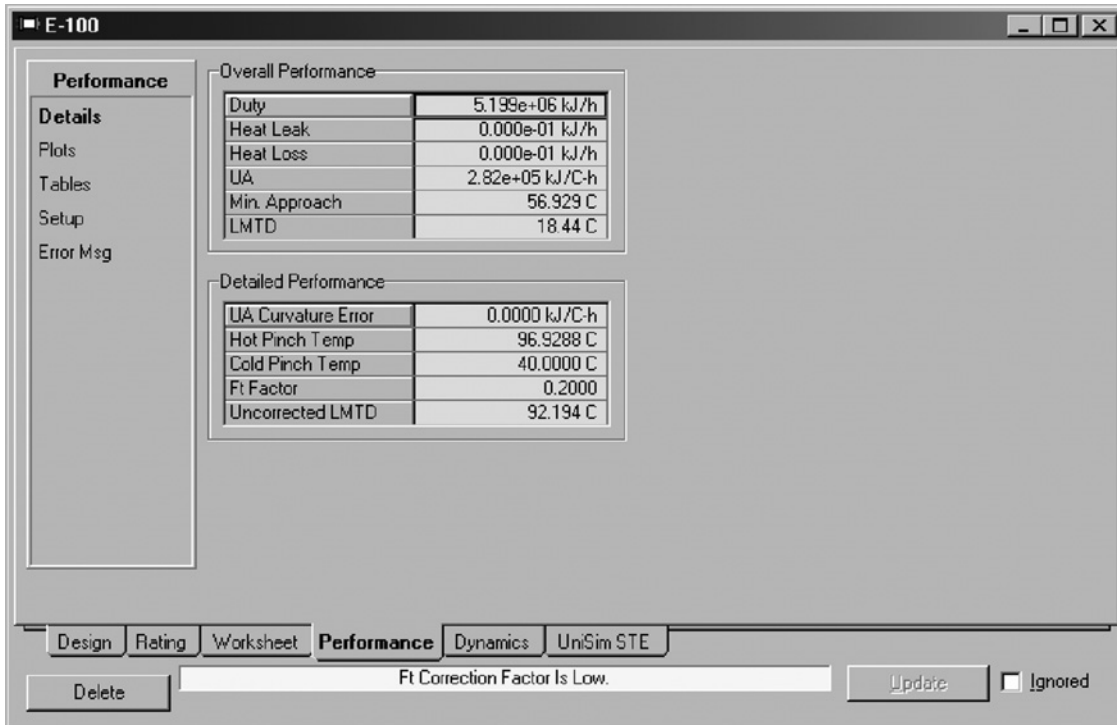 E-100
Performance
Details
Plots
Tables
Setup
Error Msg
Overall Performance
Duty 5.199e+06 kJ/h
Heat Leak 0.000e-01 kJ/h
Heat Loss 0.000e-01 kJ/h
UA 2.82e+05 kJ/C-h
Min. Approach 56.929 C
LMTD 18.44 C
Detailed Performance
UA Curvature Error 0.0000 kJ/C-h
Hot Pinch Temp 96.9288 C
Cold Pinch Temp 40.0000 C
Ft Factor 0.2000
Uncorrected LMTD 92.194 C
Design Rating Worksheet Performance Dynamics UniSim STE
Delete Ft Correction Factor Is Low. Update Ignored